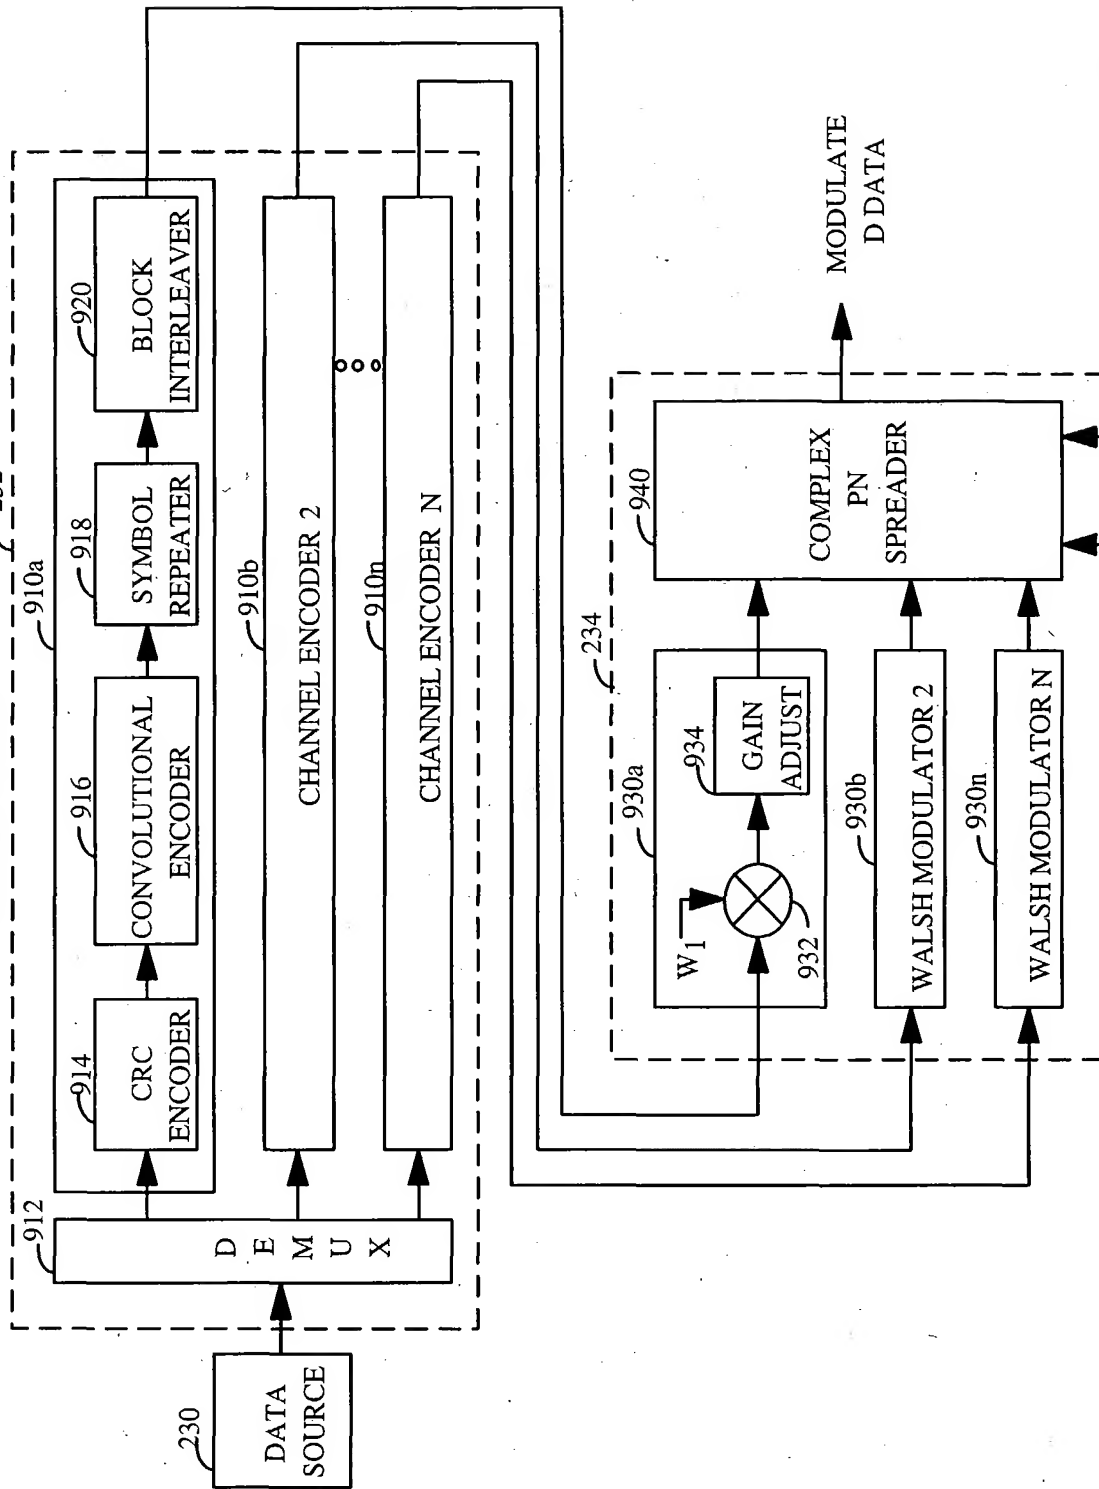 230
DATA
SOURCE
912
D
E
M
U
X
910a
914
CRC
ENCODER
916
CONVOLUTIONAL
ENCODER
918
SYMBOL
REPEATER
920
BLOCK
INTERLEAVER
910b
CHANNEL ENCODER 2
910n
CHANNEL ENCODER N
234
930a
W1
932
934
GAIN
ADJUST
930b
WALSH MODULATOR 2
930n
WALSH MODULATOR N
940
COMPLEX
PN
SPREADER
MODULATE
D DATA